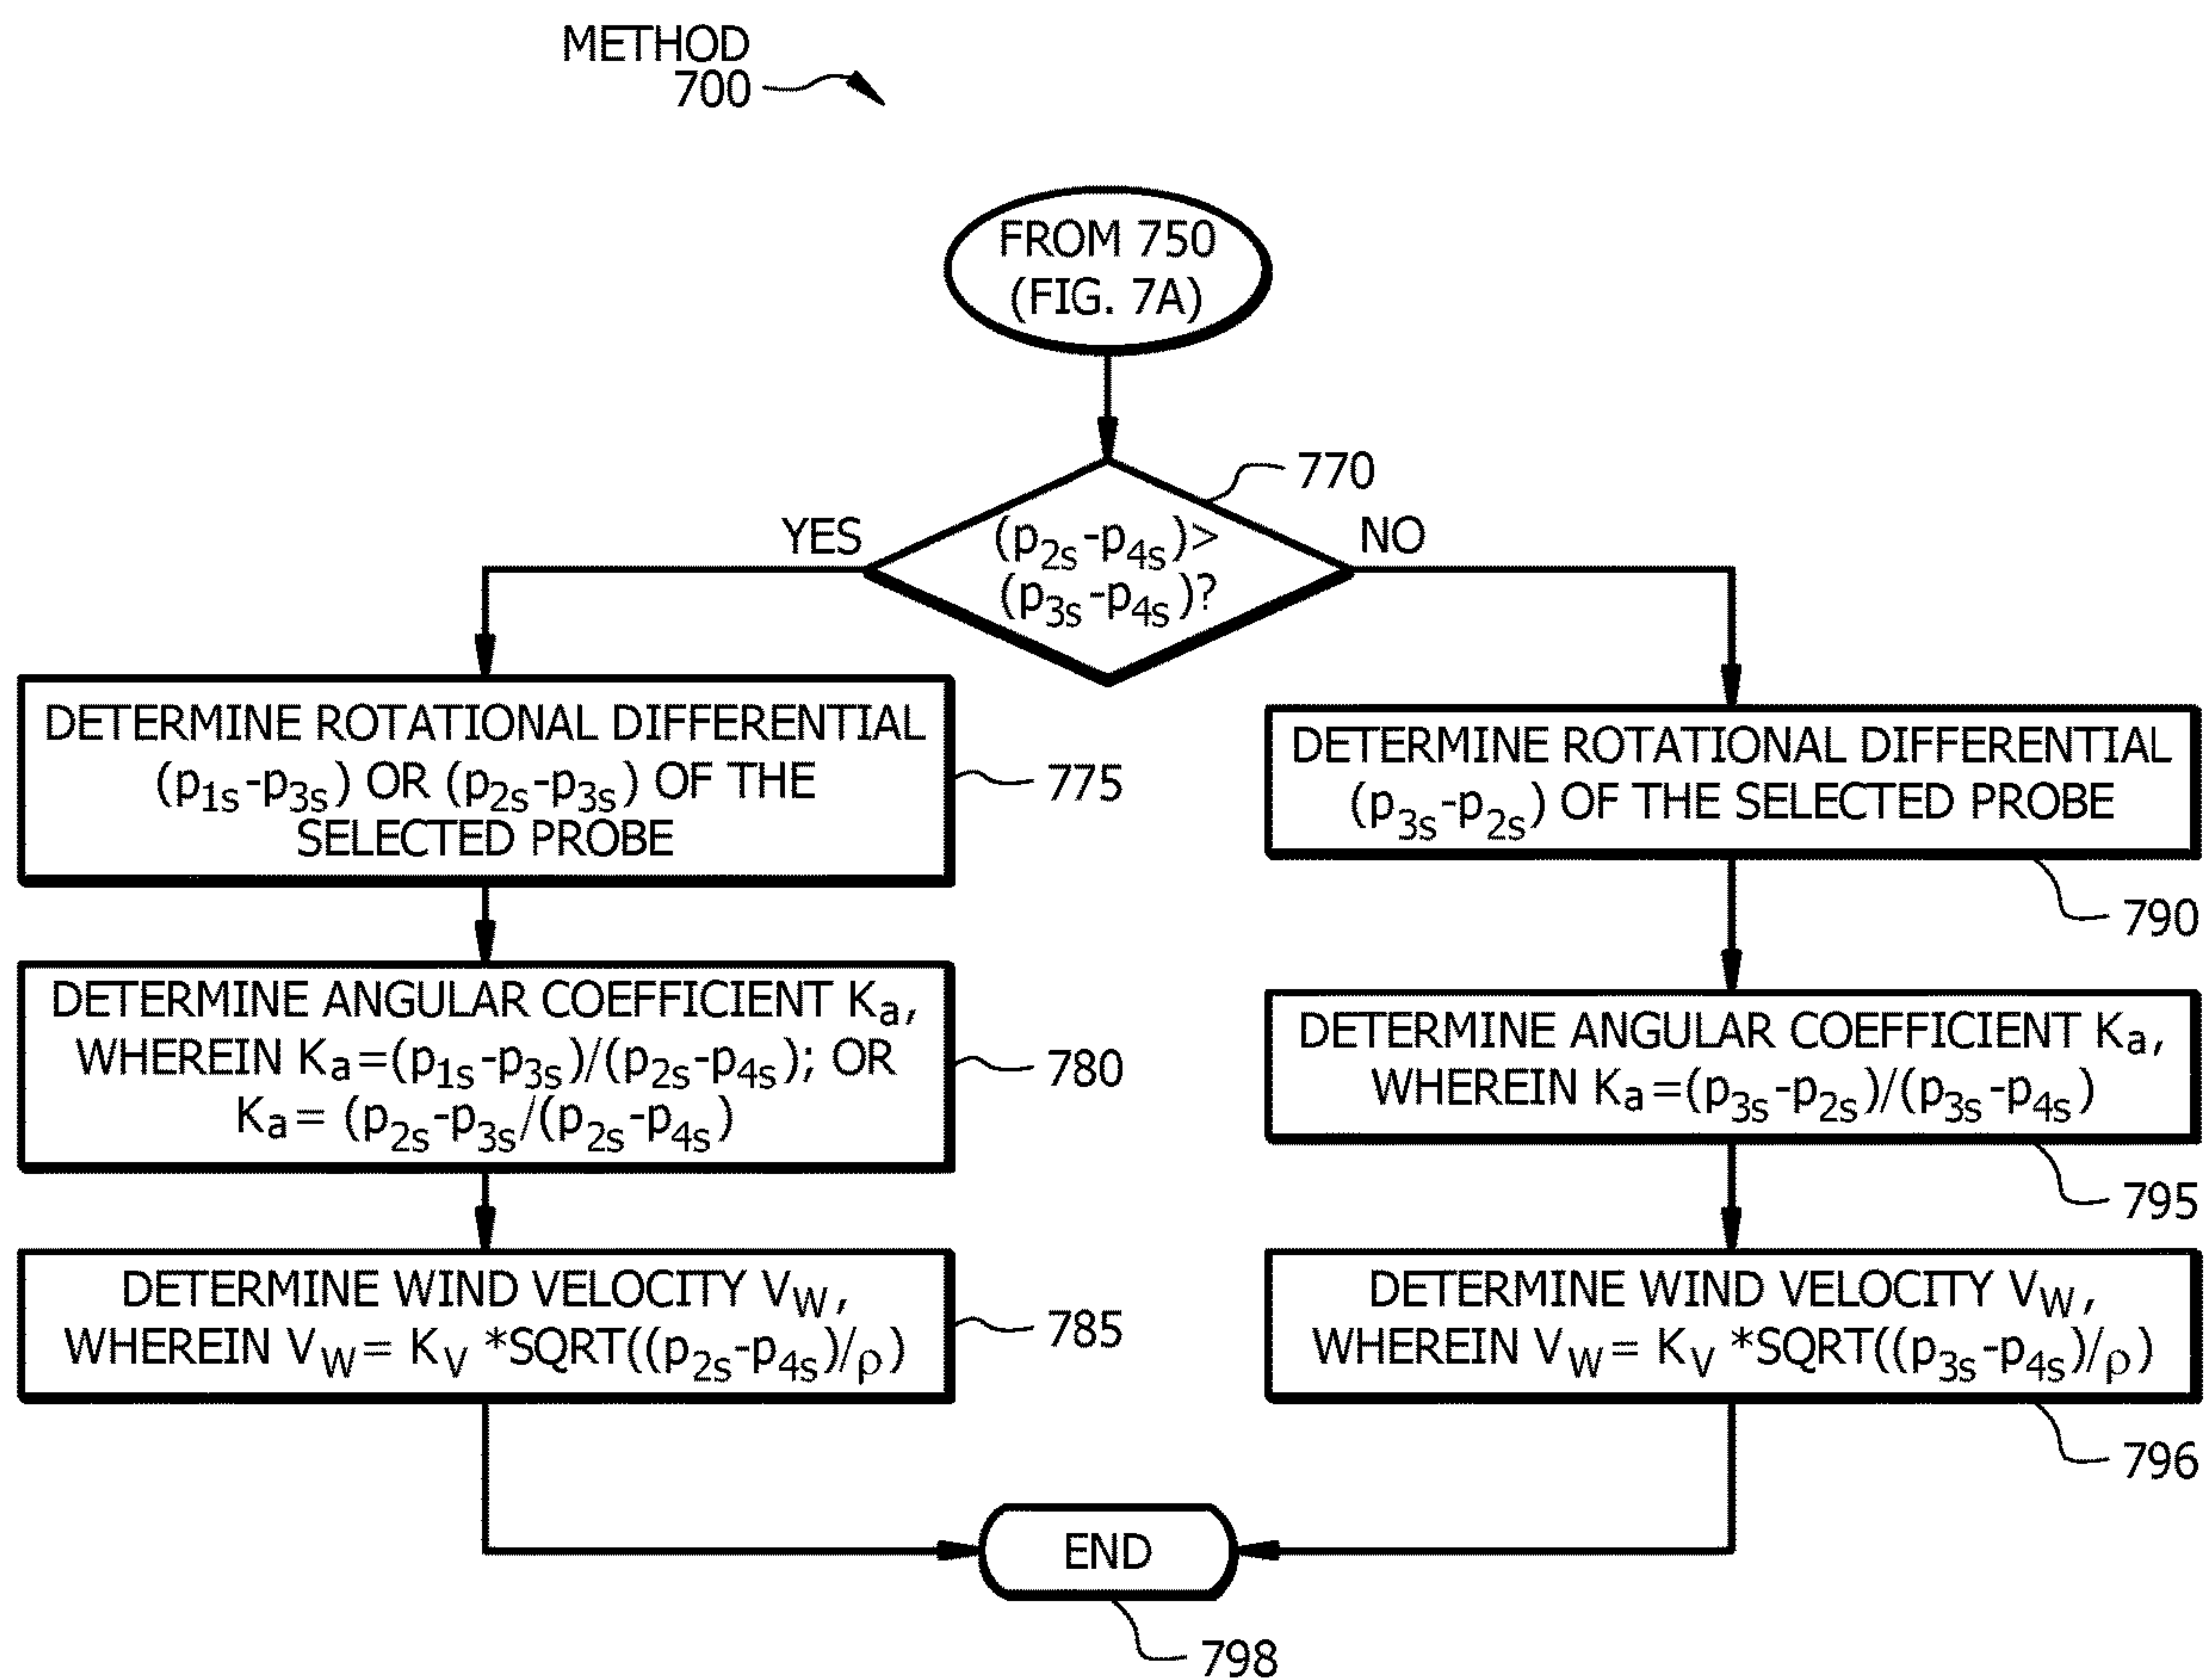 METHOD
700
FROM 750
(FIG. 7A)
770
YES
NO
(p2s-p4s)>
(p3s-p4s)?
DETERMINE ROTATIONAL DIFFERENTIAL
(p1s-p3s) OR (p2s-p3s) OF THE
SELECTED PROBE
775
DETERMINE ANGULAR COEFFICIENT Ka,
WHEREIN Ka=(p1s-p3s)/(p2s-p4s); OR
Ka= (p2s-p3s/(p2s-p4s)
780
DETERMINE WIND VELOCITY VW,
WHEREIN VW= KV *SQRT((p2s-p4s)/ρ)
785
DETERMINE ROTATIONAL DIFFERENTIAL
(p3s-p2s) OF THE SELECTED PROBE
790
DETERMINE ANGULAR COEFFICIENT Ka,
WHEREIN Ka=(p3s-p2s)/(p3s-p4s)
795
DETERMINE WIND VELOCITY VW,
WHEREIN VW= KV *SQRT((p3s-p4s)/ρ)
796
END
798